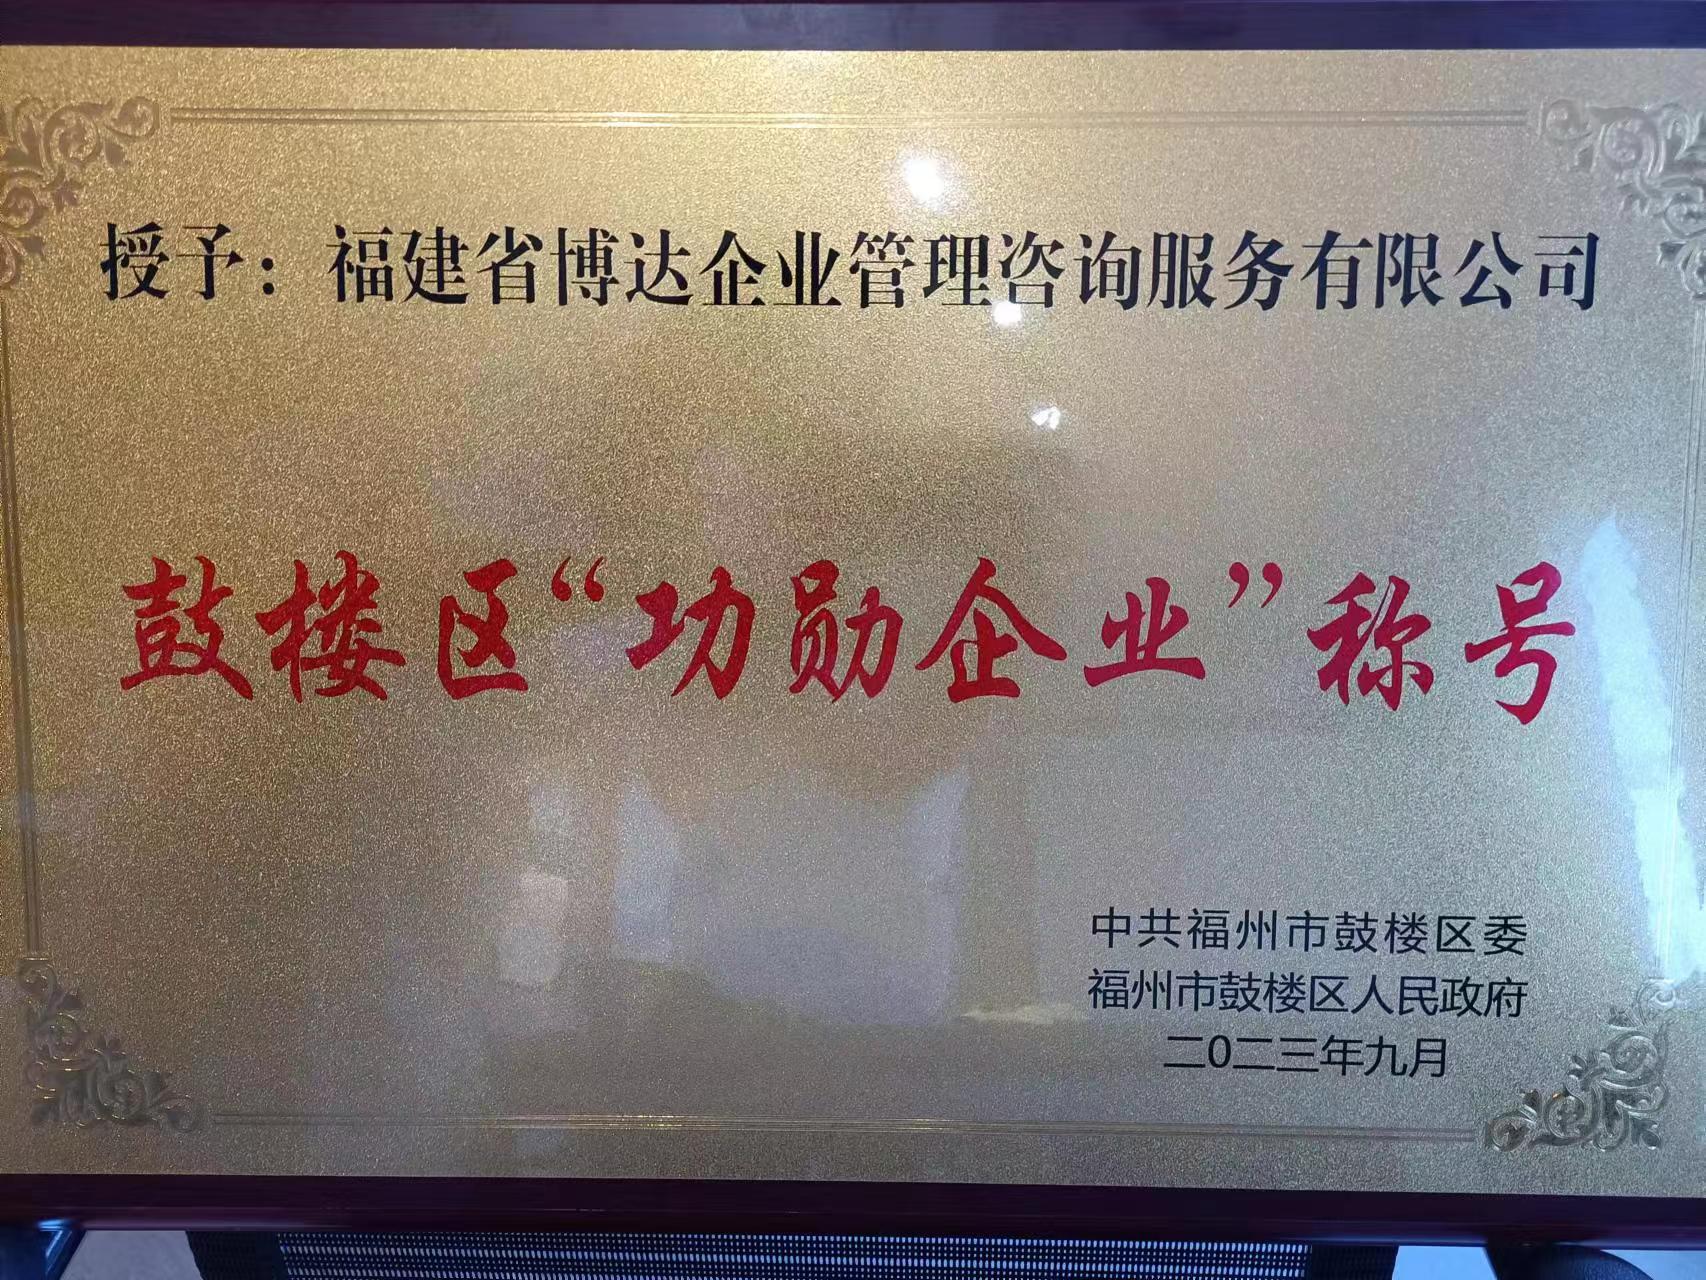 授予：福建省博达企业管理咨询服务有限公司
鼓楼区“功勋企业”称号
中共福州市鼓楼区委
福州市鼓楼区人民政府
二0二三年九月